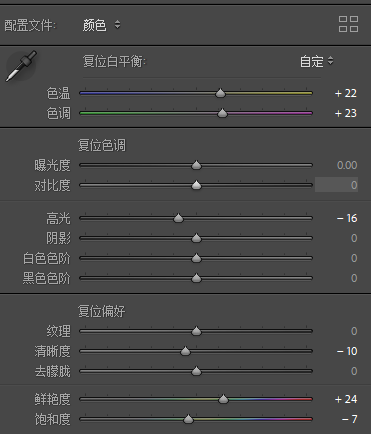 配置文件: 颜色
复位白平衡: 自定
色温 + 22
色调 + 23
复位色调
曝光度 0.00
对比度 0
高光 − 16
阴影 0
白色色阶 0
黑色色阶 0
复位偏好
纹理 0
清晰度 − 10
去朦胧 0
鲜艳度 + 24
饱和度 − 7